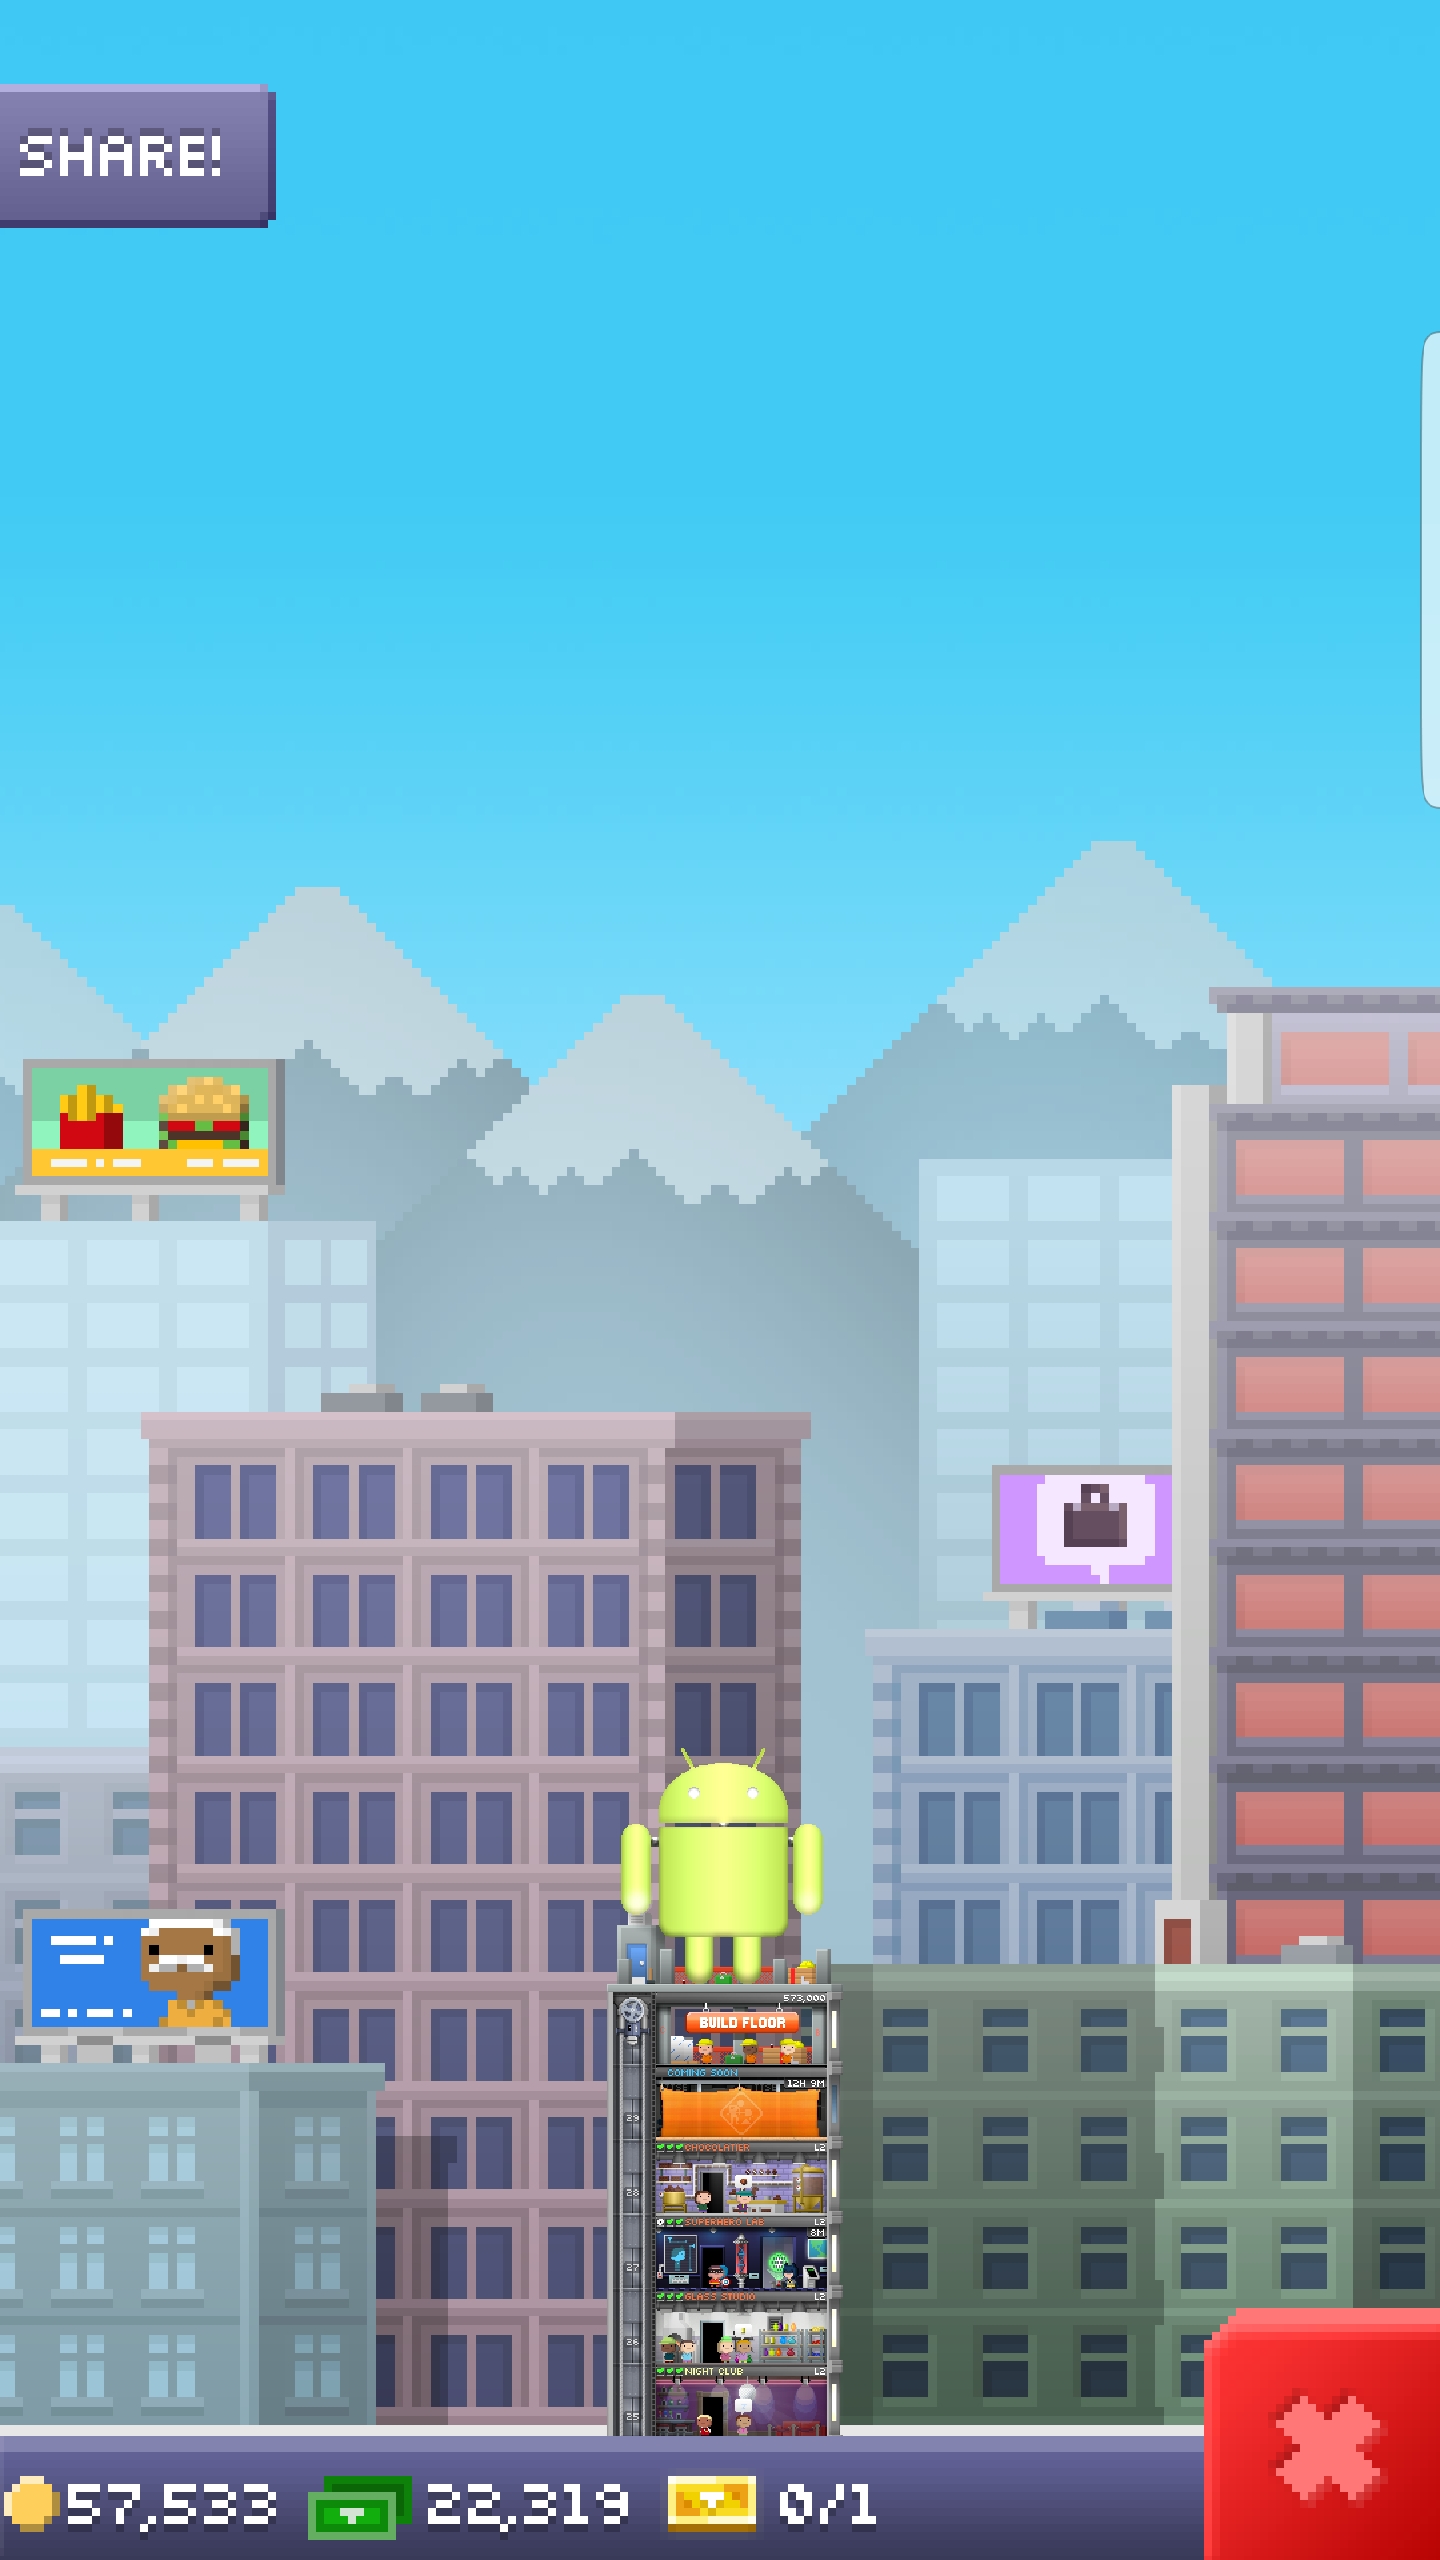 SHARE!
573,000
BUILD FLOOR
COMING SOON
12H 9M
29
CHOCOLATIER L2
28
SUPERHERO LAB L2
8M
27
GLASS STUDIO L2
26
NIGHT CLUB L2
25
57,533 22,319 0/1